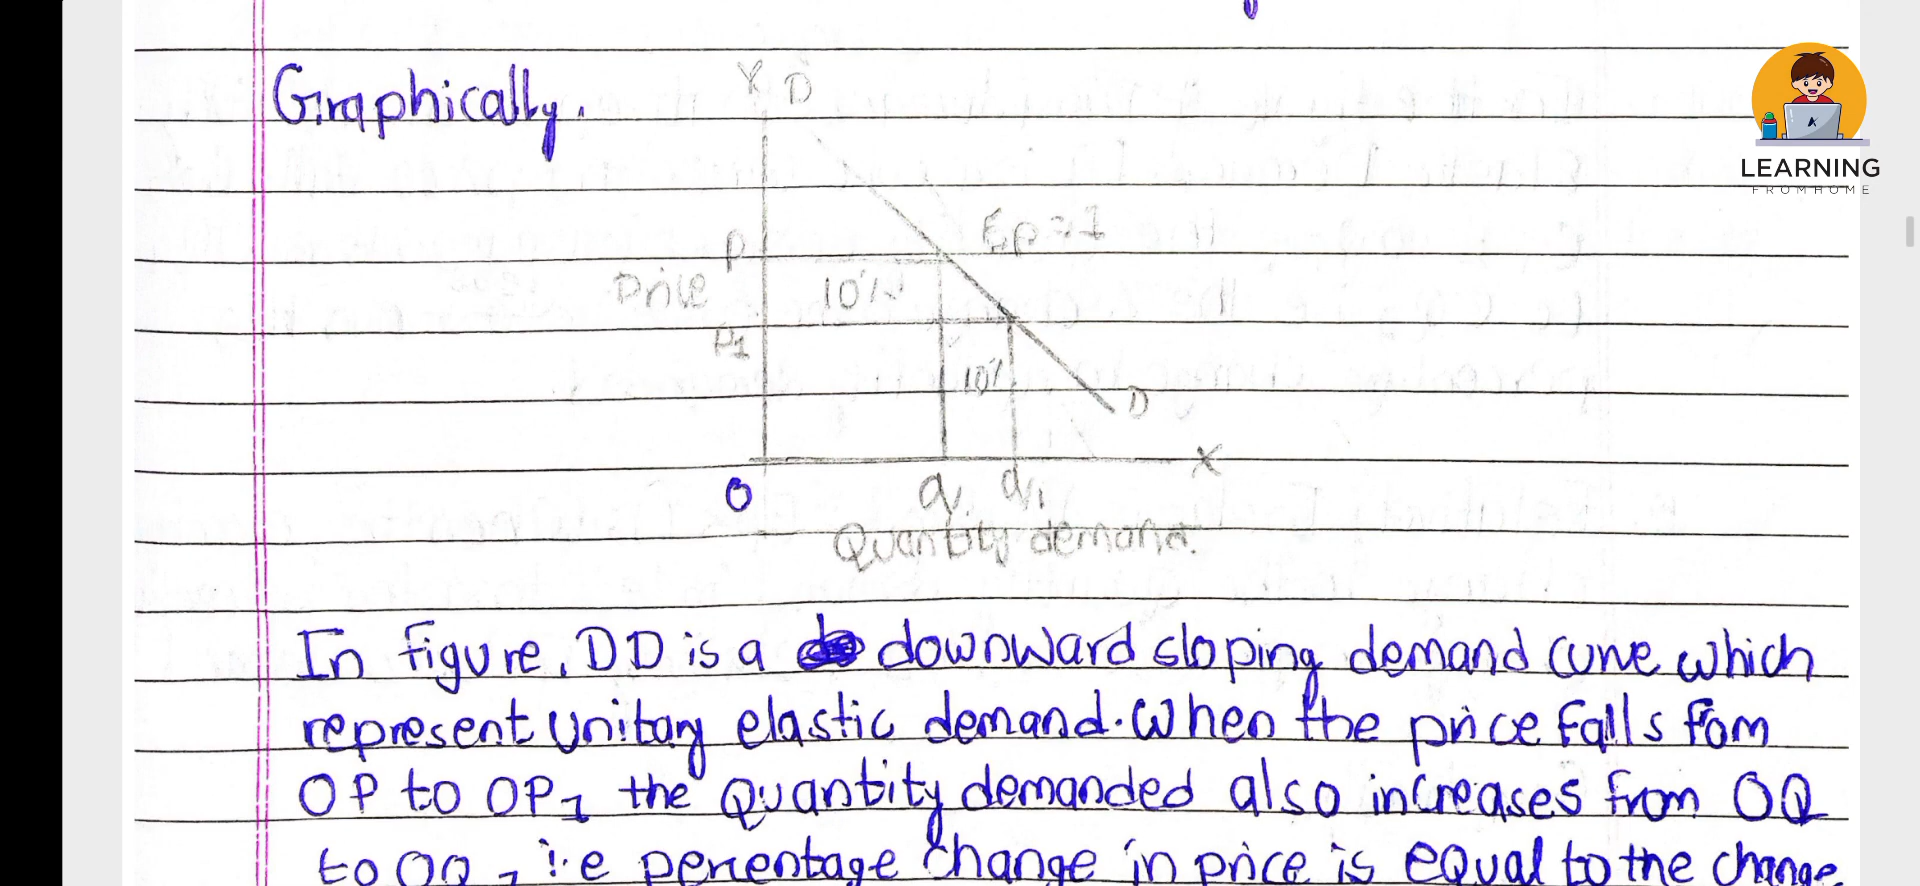 Graphically.
Y D
P
Ep=1
Price
10%
P1
10%
D
O
q
q1
X
Quantity demand.
In figure, DD is a downward sloping demand curve which
represent unitary elastic demand. When the price falls fom
OP to OP1 the quantity demanded also increases from OQ
to OQ1 i.e percentage change in price is equal to the change
LEARNING
FROM HOME